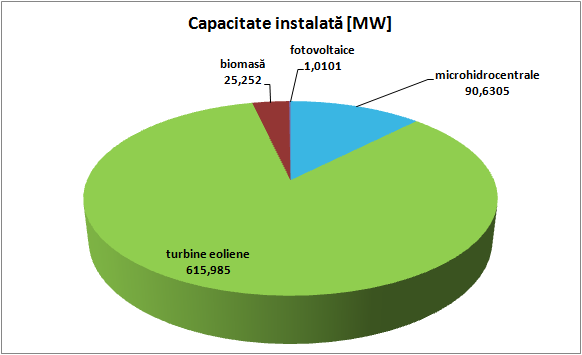 Capacitate instalată [MW]
fotovoltaice
1,0101
biomasă
25,252
microhidrocentrale
90,6305
turbine eoliene
615,985